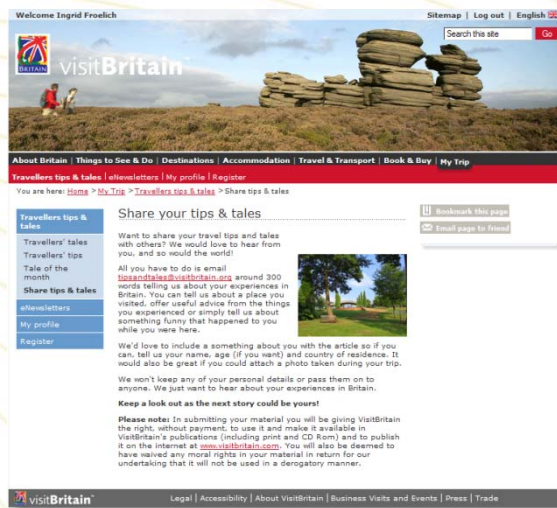 Welcome Ingrid Froelich
Sitemap | Log out | English
Search this site
Go
BRITAIN
visitBritain™
About Britain | Things to See & Do | Destinations | Accommodation | Travel & Transport | Book & Buy | My Trip
Travellers tips & tales | eNewsletters | My profile | Register
You are here: Home > My Trip > Travellers tips & tales > Share tips & tales
Travellers tips &
tales
Travellers' tales
Travellers' tips
Tale of the
month
Share tips & tales
eNewsletters
My profile
Register
Share your tips & tales
Want to share your travel tips and tales
with others? We would love to hear from
you, and so would the world!
All you have to do is email
tipsandtales@visitbritain.org around 300
words telling us about your experiences in
Britain. You can tell us about a place you
visited, offer useful advice from the things
you experienced or simply tell us about
something funny that happened to you
while you were here.
We'd love to include a something about you with the article so if you
can, tell us your name, age (if you want) and country of residence. It
would also be great if you could attach a photo taken during your trip.
We won't keep any of your personal details or pass them on to
anyone. We just want to hear about your experiences in Britain.
Keep a look out as the next story could be yours!
Please note: In submitting your material you will be giving VisitBritain
the right, without payment, to use it and make it available in
VisitBritain's publications (including print and CD Rom) and to publish
it on the internet at www.visitbritain.com. You will also be deemed to
have waived any moral rights in your material in return for our
undertaking that it will not be used in a derogatory manner.
Bookmark this page
Email page to friend
visitBritain™
Legal | Accessibility | About VisitBritain | Business Visits and Events | Press | Trade